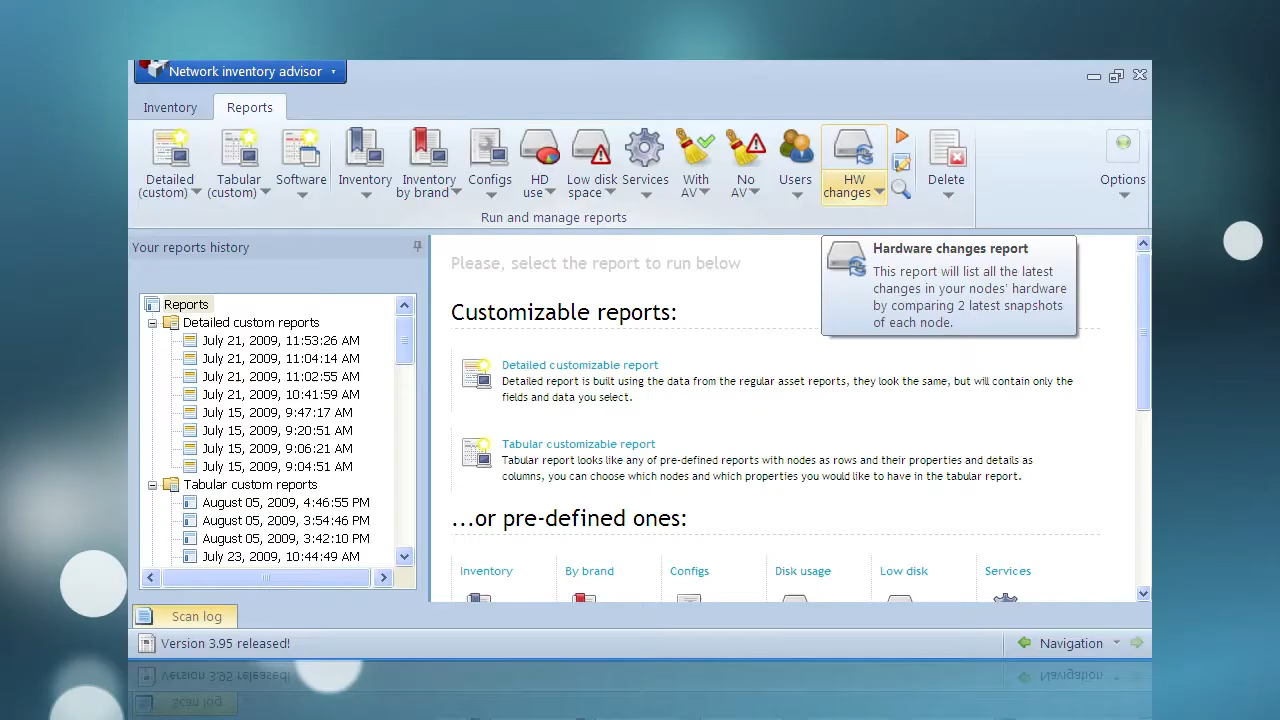 Network inventory advisor
Inventory
Reports
Detailed (custom)
Tabular (custom)
Software
Inventory
Inventory by brand
Configs
HD use
Low disk space
Services
With AV
No AV
Users
HW changes
Delete
Options
Run and manage reports
Your reports history
Reports
Detailed custom reports
July 21, 2009, 11:53:26 AM
July 21, 2009, 11:04:14 AM
July 21, 2009, 11:02:55 AM
July 21, 2009, 10:41:59 AM
July 15, 2009, 9:47:17 AM
July 15, 2009, 9:20:51 AM
July 15, 2009, 9:06:21 AM
July 15, 2009, 9:04:51 AM
Tabular custom reports
August 05, 2009, 4:46:55 PM
August 05, 2009, 3:54:46 PM
August 05, 2009, 3:42:10 PM
July 23, 2009, 10:44:49 AM
Please, select the report to run below
Hardware changes report
This report will list all the latest
changes in your nodes' hardware
by comparing 2 latest snapshots
of each node.
Customizable reports:
Detailed customizable report
Detailed report is built using the data from the regular asset reports, they look the same, but will contain only the
fields and data you select.
Tabular customizable report
Tabular report looks like any of pre-defined reports with nodes as rows and their properties and details as
columns, you can choose which nodes and which properties you would like to have in the tabular report.
...or pre-defined ones:
Inventory
By brand
Configs
Disk usage
Low disk
Services
Scan log
Version 3.95 released!
Navigation